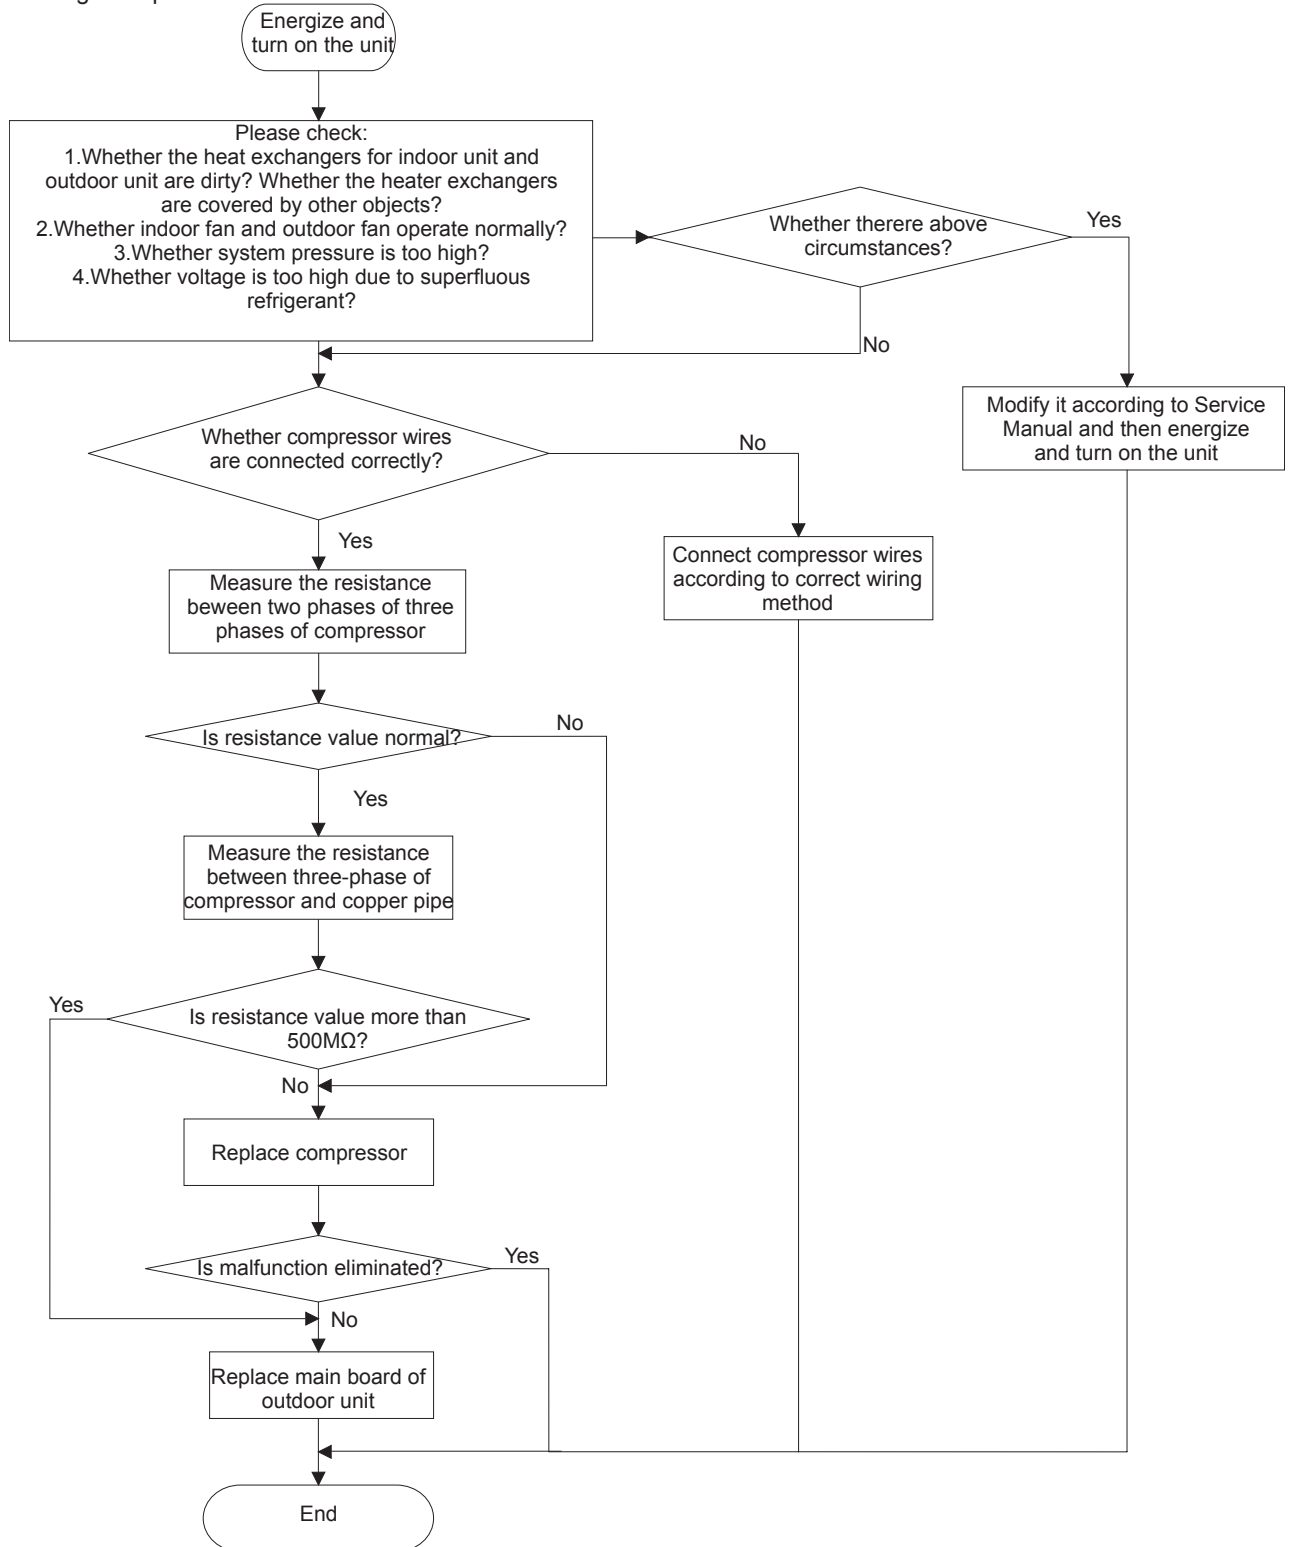 Energize and
turn on the unit
Please check:
1.Whether the heat exchangers for indoor unit and
outdoor unit are dirty? Whether the heater exchangers
are covered by other objects?
2.Whether indoor fan and outdoor fan operate normally?
3.Whether system pressure is too high?
4.Whether voltage is too high due to superfluous
refrigerant?
Whether therere above
circumstances?
Yes
No
Modify it according to Service
Manual and then energize
and turn on the unit
Whether compressor wires
are connected correctly?
No
Yes
Connect compressor wires
according to correct wiring
method
Measure the resistance
beween two phases of three
phases of compressor
Is resistance value normal?
No
Yes
Measure the resistance
between three-phase of
compressor and copper pipe
Yes
Is resistance value more than
500MΩ?
No
Replace compressor
Is malfunction eliminated?
Yes
No
Replace main board of
outdoor unit
End